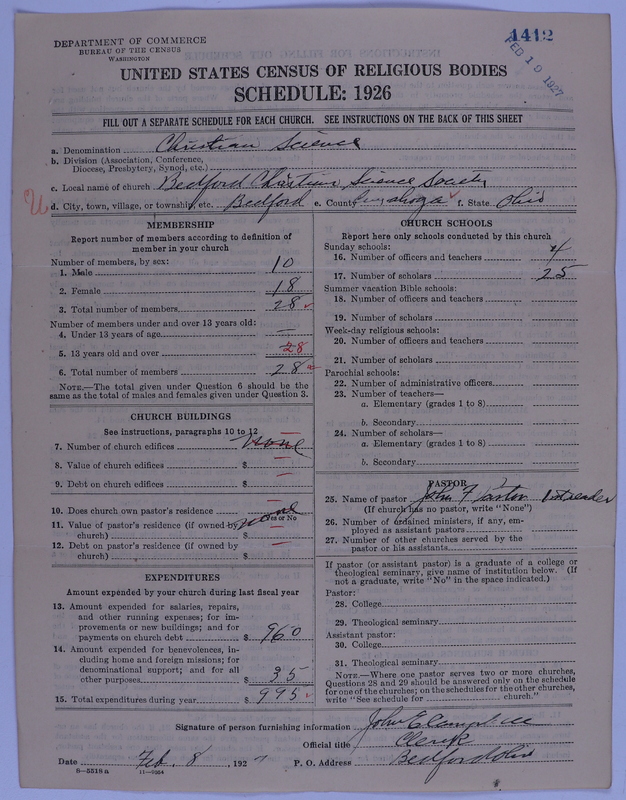 DEPARTMENT OF COMMERCE
BUREAU OF THE CENSUS
WASHINGTON
1412
FEB 19 1927
UNITED STATES CENSUS OF RELIGIOUS BODIES
SCHEDULE: 1926
FILL OUT A SEPARATE SCHEDULE FOR EACH CHURCH. SEE INSTRUCTIONS ON THE BACK OF THIS SHEET
a. Denomination Christian Science
b. Division (Association, Conference,
Diocese, Presbytery, Synod, etc.)
c. Local name of church Bedford Christian Science Society
d. City, town, village, or township, etc. Bedford e. County Cuyahoga f. State Ohio
MEMBERSHIP
Report number of members according to definition of
member in your church
Number of members, by sex:
1. Male 10
2. Female 18
3. Total number of members 28
Number of members under and over 13 years old:
4. Under 13 years of age —
5. 13 years old and over 28
6. Total number of members 28
NOTE.—The total given under Question 6 should be the
same as the total of males and females given under Question 3.
CHURCH BUILDINGS
See instructions, paragraphs 10 to 12
7. Number of church edifices none
8. Value of church edifices $
9. Debt on church edifices $
10. Does church own pastor's residence
Yes or No
11. Value of pastor's residence (if owned by
church) $ none
12. Debt on pastor's residence (if owned by
church) $
EXPENDITURES
Amount expended by your church during last fiscal year
13. Amount expended for salaries, repairs,
and other running expenses; for im-
provements or new buildings; and for
payments on church debt $ 960
14. Amount expended for benevolences, in-
cluding home and foreign missions; for
denominational support; and for all
other purposes $ 35
15. Total expenditures during year $ 995
CHURCH SCHOOLS
Report here only schools conducted by this church
Sunday schools:
16. Number of officers and teachers 4
17. Number of scholars 25
Summer vacation Bible schools:
18. Number of officers and teachers
19. Number of scholars
Week-day religious schools:
20. Number of officers and teachers
21. Number of scholars
Parochial schools:
22. Number of administrative officers
23. Number of teachers—
a. Elementary (grades 1 to 8)
b. Secondary
24. Number of scholars—
a. Elementary (grades 1 to 8)
b. Secondary
PASTOR
25. Name of pastor John F 1st reader
(If church has no pastor, write "None")
26. Number of ordained ministers, if any, em-
ployed as assistant pastors
27. Number of other churches served by the
pastor or his assistants
If pastor (or assistant pastor) is a graduate of a college or
theological seminary, give name of institution below. (If
not a graduate, write "No" in the space indicated.)
Pastor:
28. College
29. Theological seminary
Assistant pastor:
30. College
31. Theological seminary
NOTE.—Where one pastor serves two or more churches,
Questions 28 and 29 should be answered only on the schedule
for one of the churches; on the schedules for the other churches,
write "See schedule for church."
Signature of person furnishing information John E
Official title Clerk
Date Feb. 8, 1927 P. O. Address Bedford Ohio
8—5518a 11—9054